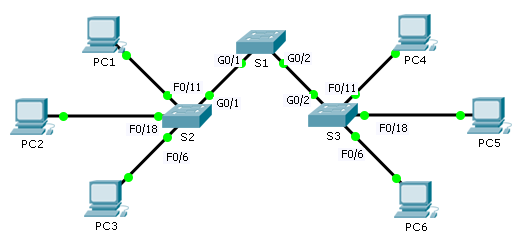 PC1
G0/1
S1
G0/2
PC4
F0/11
G0/1
G0/2
F0/11
PC2
F0/18
S2
S3
F0/18
PC5
F0/6
F0/6
PC3
PC6